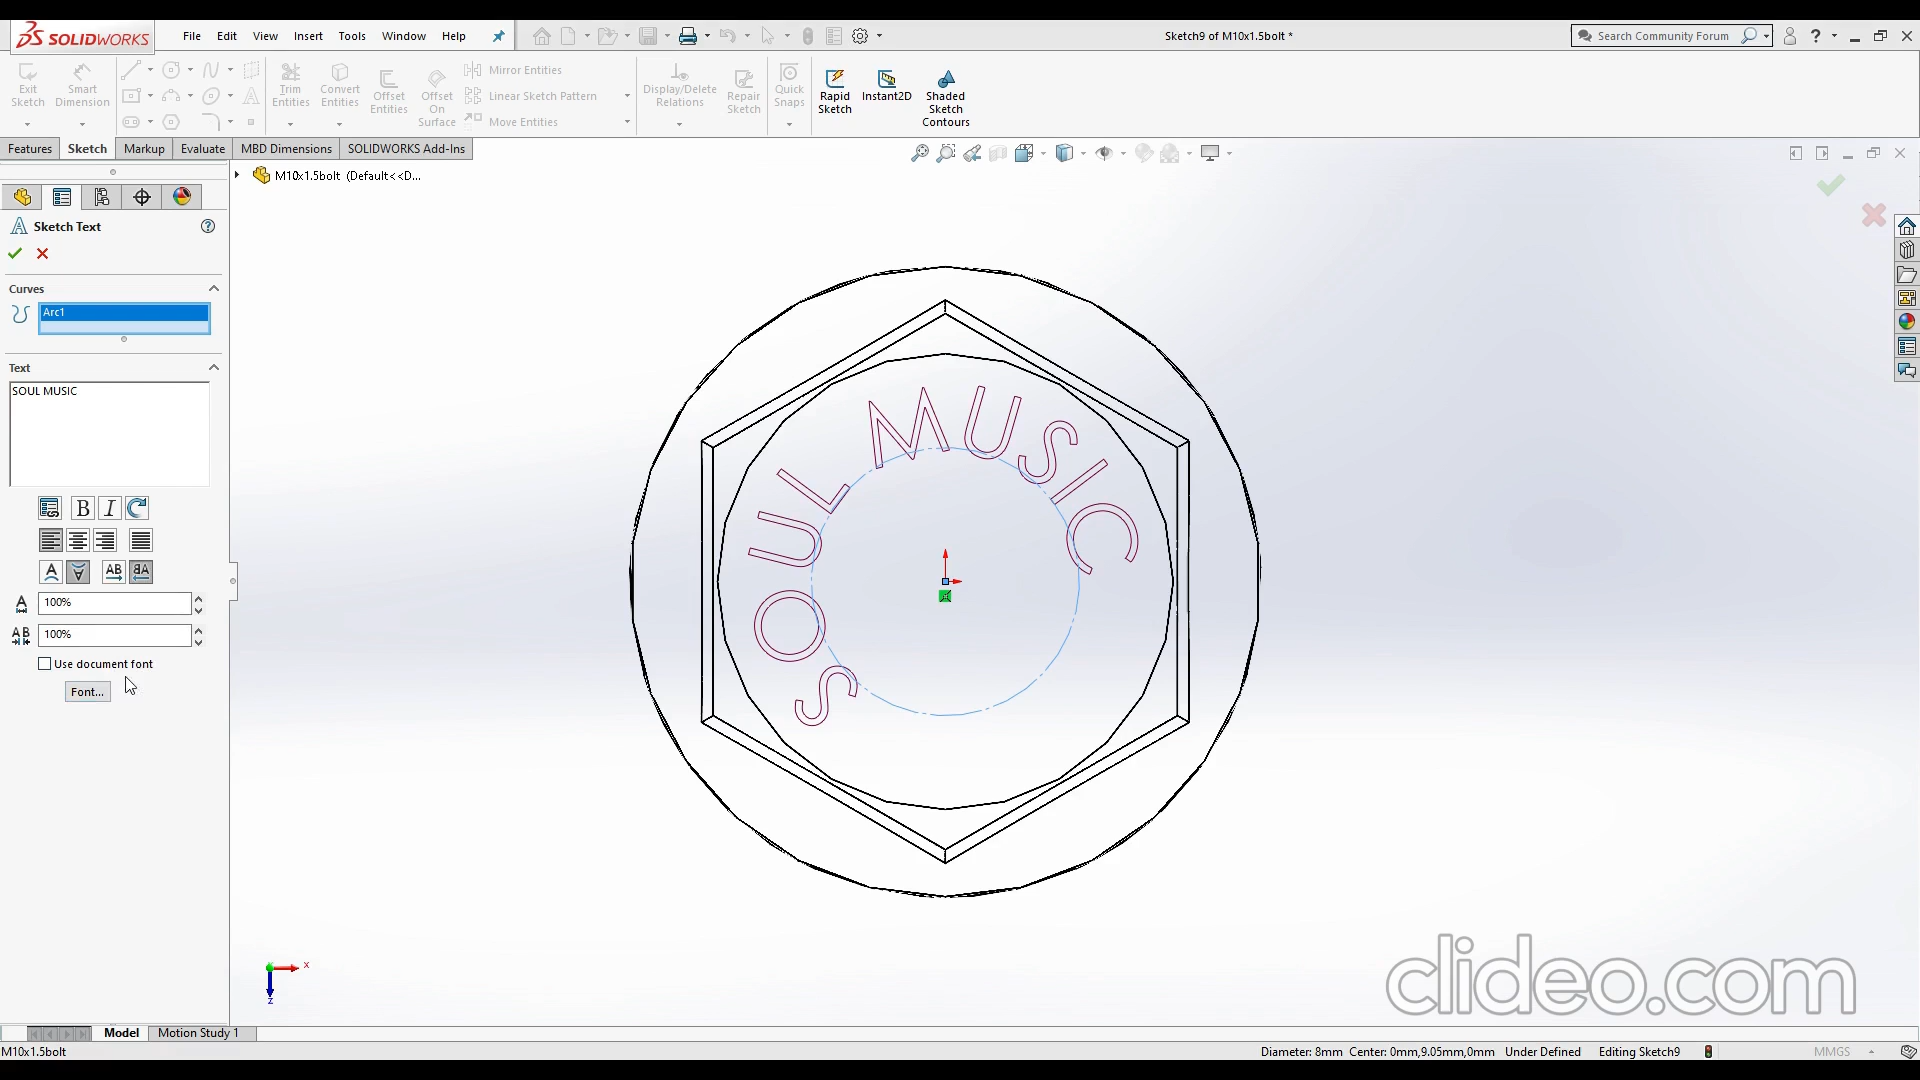 SOLIDWORKS
File Edit View Insert Tools Window Help
Sketch9 of M10x1.5bolt *
Search Community Forum
Exit Sketch
Smart Dimension
Trim Entities
Convert Entities
Offset Entities
Offset On Surface
Mirror Entities
Linear Sketch Pattern
Move Entities
Display/Delete Relations
Repair Sketch
Quick Snaps
Rapid Sketch
Instant2D
Shaded Sketch Contours
Features Sketch Markup Evaluate MBD Dimensions SOLIDWORKS Add-Ins
M10x1.5bolt (Default<<D...
Sketch Text
Curves
Arc1
Text
SOUL MUSIC
B I
A A AB AB
A 100%
AB 100%
Use document font
Font...
SOUL MUSIC
x
z
clideo.com
Model Motion Study 1
M10x1.5bolt
Diameter: 8mm Center: 0mm,9.05mm,0mm Under Defined Editing Sketch9 MMGS